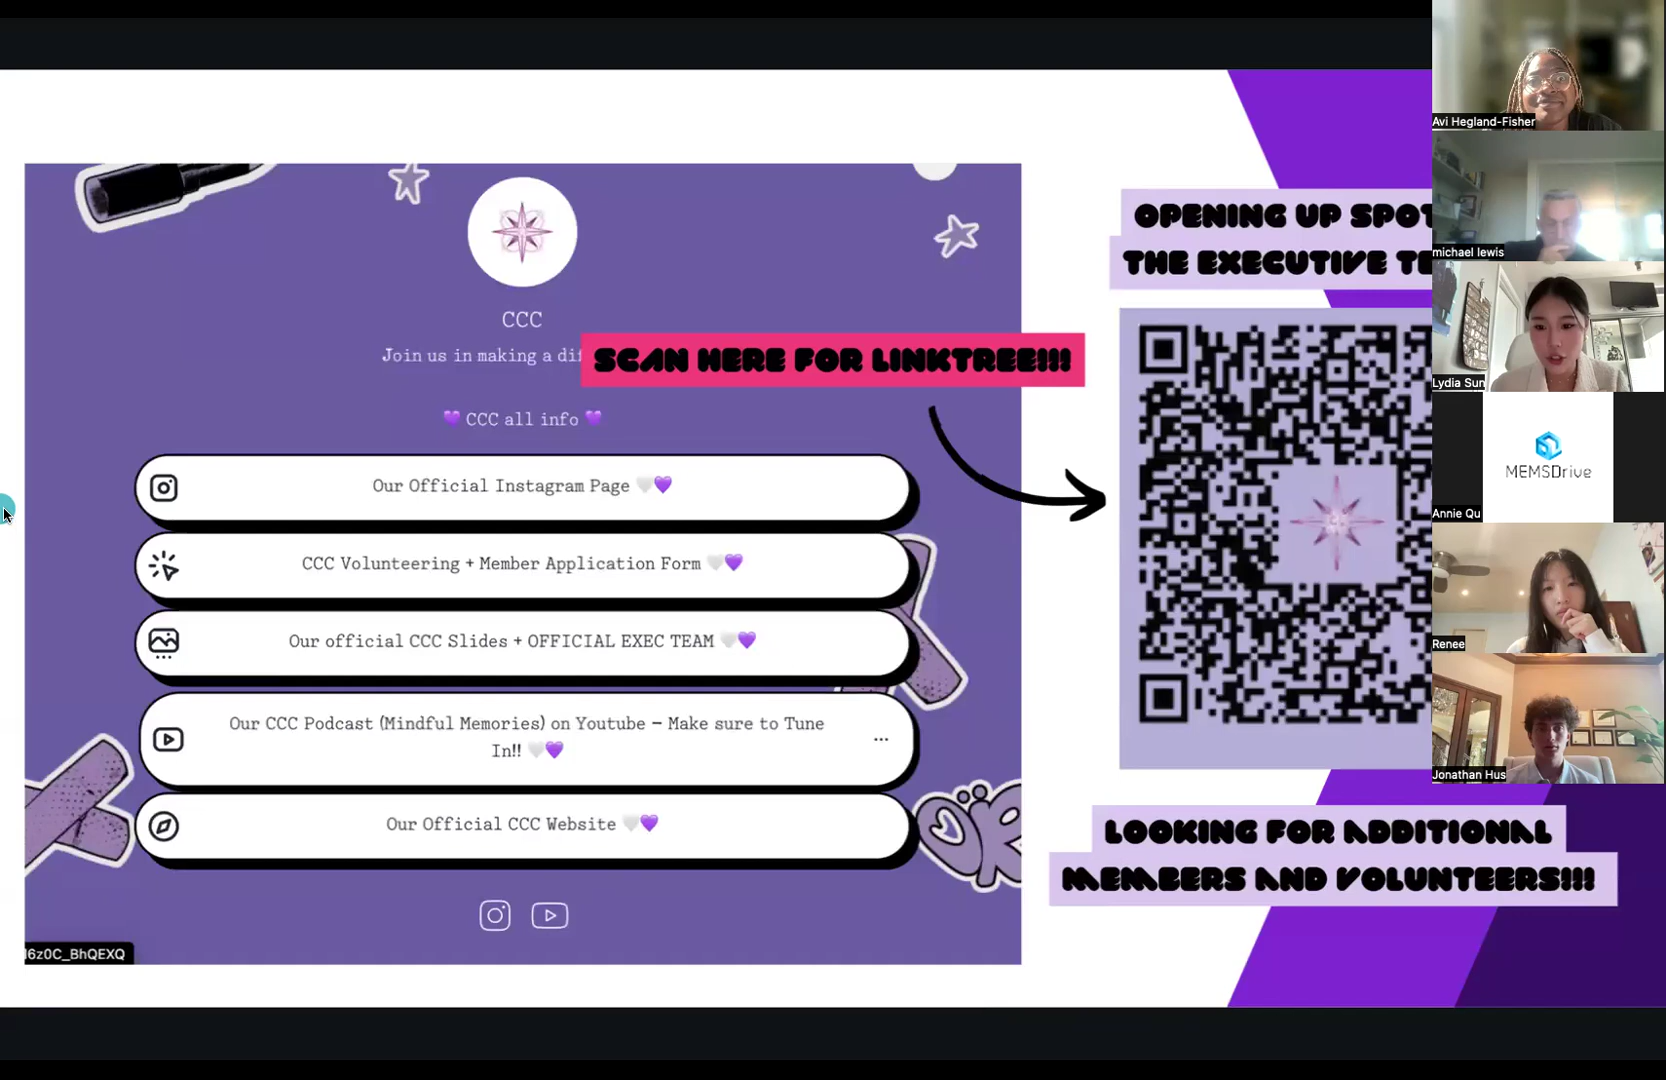 CCC
Join us in making a dif
SCAN HERE FOR LINKTREE!!!
CCC all info
Our Official Instagram Page
CCC Volunteering + Member Application Form
Our official CCC Slides + OFFICIAL EXEC TEAM
Our CCC Podcast (Mindful Memories) on Youtube - Make sure to Tune
In!!
...
Our Official CCC Website
l6z0C_BhQEXQ
OPENING UP SPOT
THE EXECUTIVE TE
LOOKING FOR ADDITIONAL
MEMBERS AND VOLUNTEERS!!!
Avi Hegland-Fisher
michael lewis
Lydia Sun
MEMSDrive
Annie Qu
Renee
Jonathan Hus